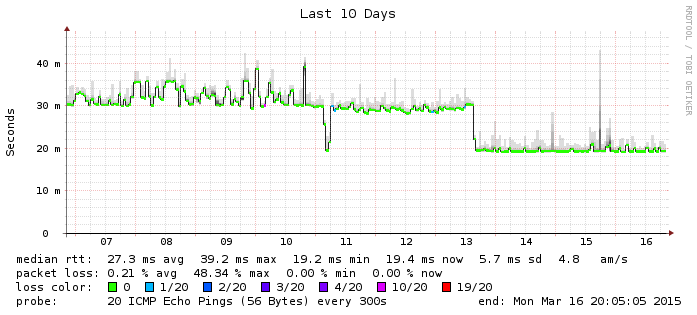 Last 10 Days
RRDTOOL / TOBI OETIKER
Seconds
40 m
30 m
20 m
10 m
0
07 08 09 10 11 12 13 14 15 16
median rtt: 27.3 ms avg 39.2 ms max 19.2 ms min 19.4 ms now 5.7 ms sd 4.8 am/s
packet loss: 0.21 % avg 48.34 % max 0.00 % min 0.00 % now
loss color: 0 1/20 2/20 3/20 4/20 10/20 19/20
probe: 20 ICMP Echo Pings (56 Bytes) every 300s end: Mon Mar 16 20:05:05 2015